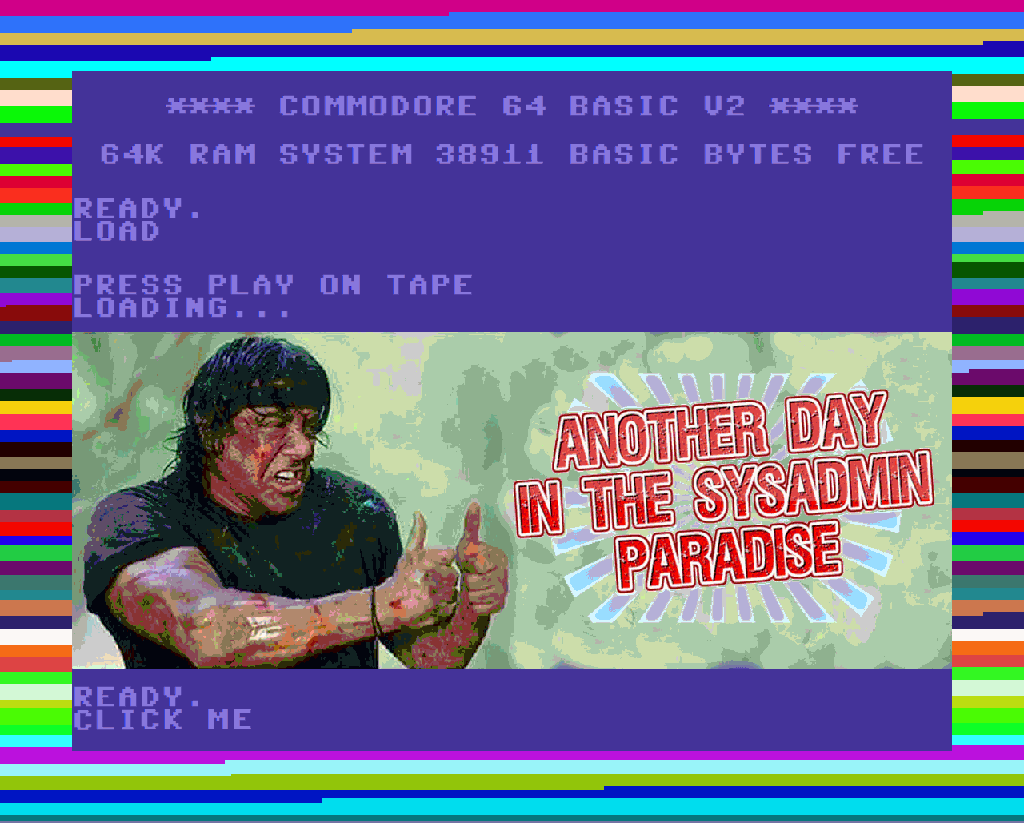 **** COMMODORE 64 BASIC V2 ****
64K RAM SYSTEM 38911 BASIC BYTES FREE
READY.
LOAD
PRESS PLAY ON TAPE
LOADING...
ANOTHER DAY
IN THE SYSADMIN
PARADISE
READY.
CLICK ME